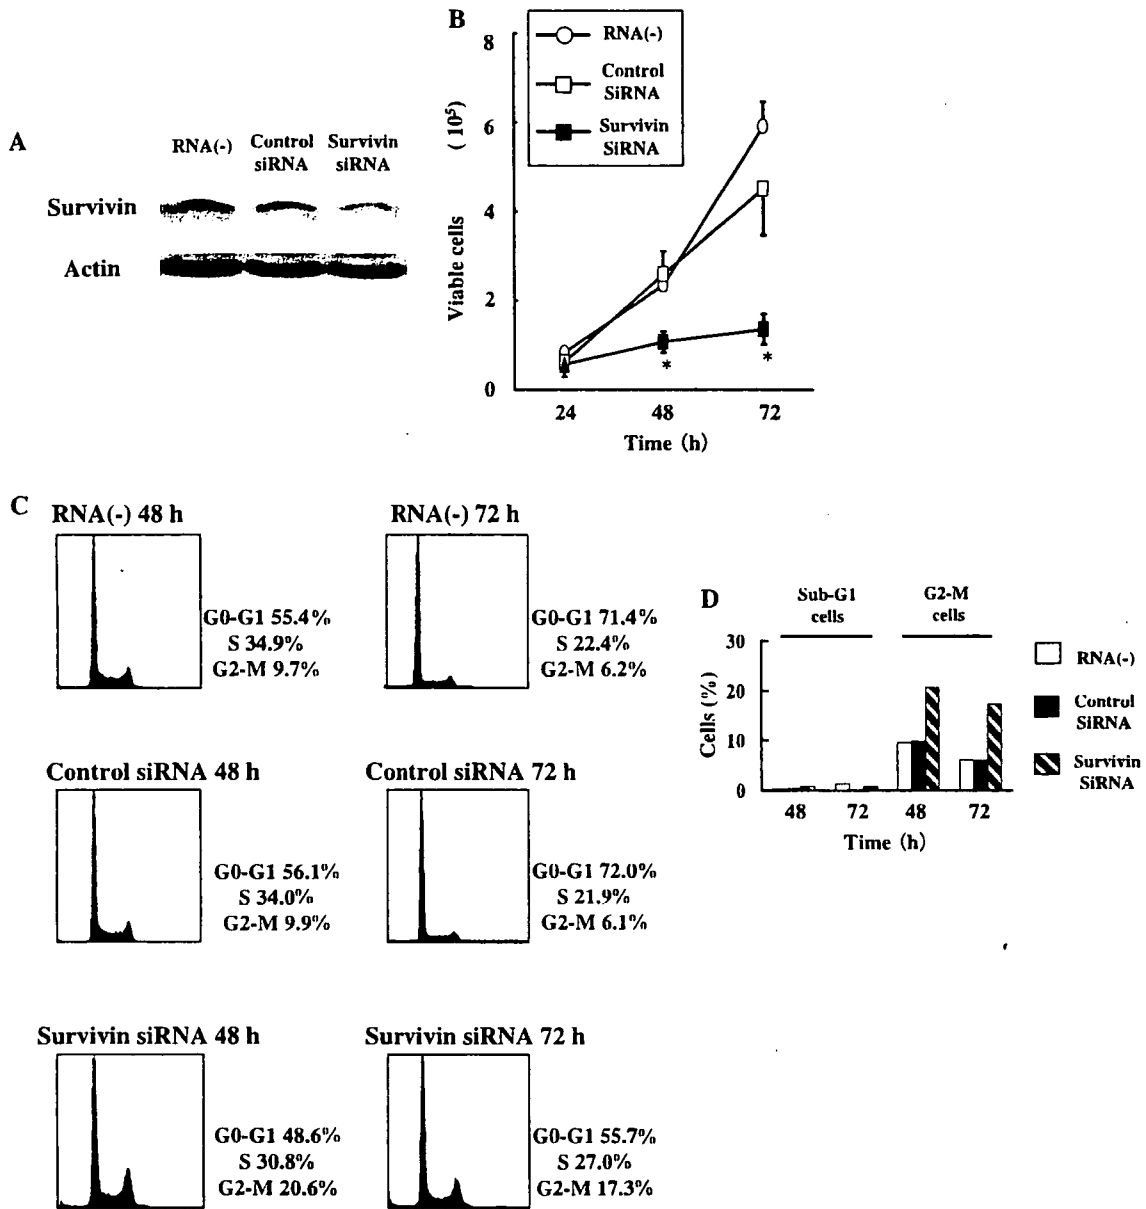 A
RNA(-)
Control
siRNA
Survivin
siRNA
Survivin
Actin
B
RNA(-)
Control
SiRNA
Survivin
SiRNA
Viable cells (10⁵)
8
6
4
2
0
*
*
24 48 72
Time (h)
C
RNA(-) 48 h
G0-G1 55.4%
S 34.9%
G2-M 9.7%
RNA(-) 72 h
G0-G1 71.4%
S 22.4%
G2-M 6.2%
Control siRNA 48 h
G0-G1 56.1%
S 34.0%
G2-M 9.9%
Control siRNA 72 h
G0-G1 72.0%
S 21.9%
G2-M 6.1%
Survivin siRNA 48 h
G0-G1 48.6%
S 30.8%
G2-M 20.6%
Survivin siRNA 72 h
G0-G1 55.7%
S 27.0%
G2-M 17.3%
D
Sub-G1
cells
G2-M
cells
Cells (%)
30
20
10
0
48 72 48 72
Time (h)
RNA(-)
Control
SiRNA
Survivin
SiRNA